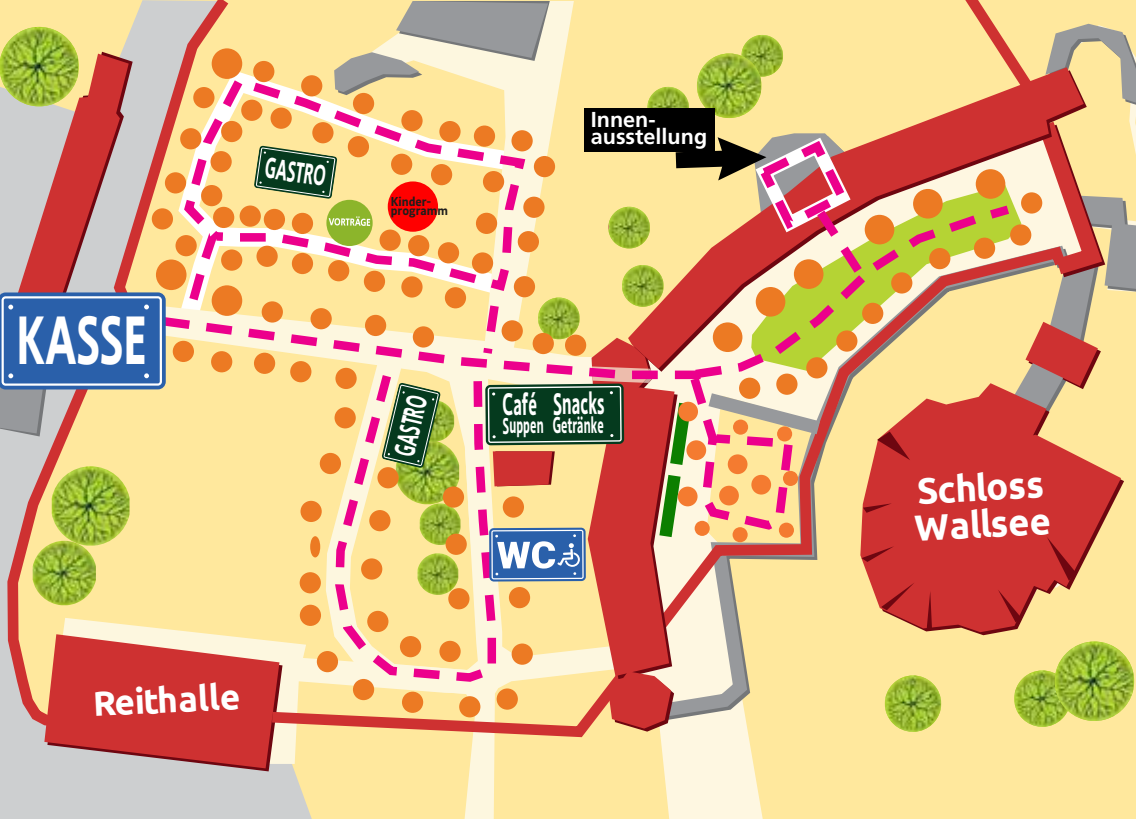 Innen-
ausstellung
GASTRO
Kinder-
programm
VORTRÄGE
KASSE
GASTRO
Café Snacks
Suppen Getränke
WC
Schloss
Wallsee
Reithalle